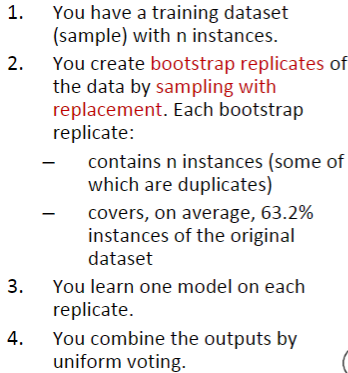 1. You have a training dataset
(sample) with n instances.
2. You create bootstrap replicates of
the data by sampling with
replacement. Each bootstrap
replicate:
– contains n instances (some of
which are duplicates)
– covers, on average, 63.2%
instances of the original
dataset
3. You learn one model on each
replicate.
4. You combine the outputs by
uniform voting.